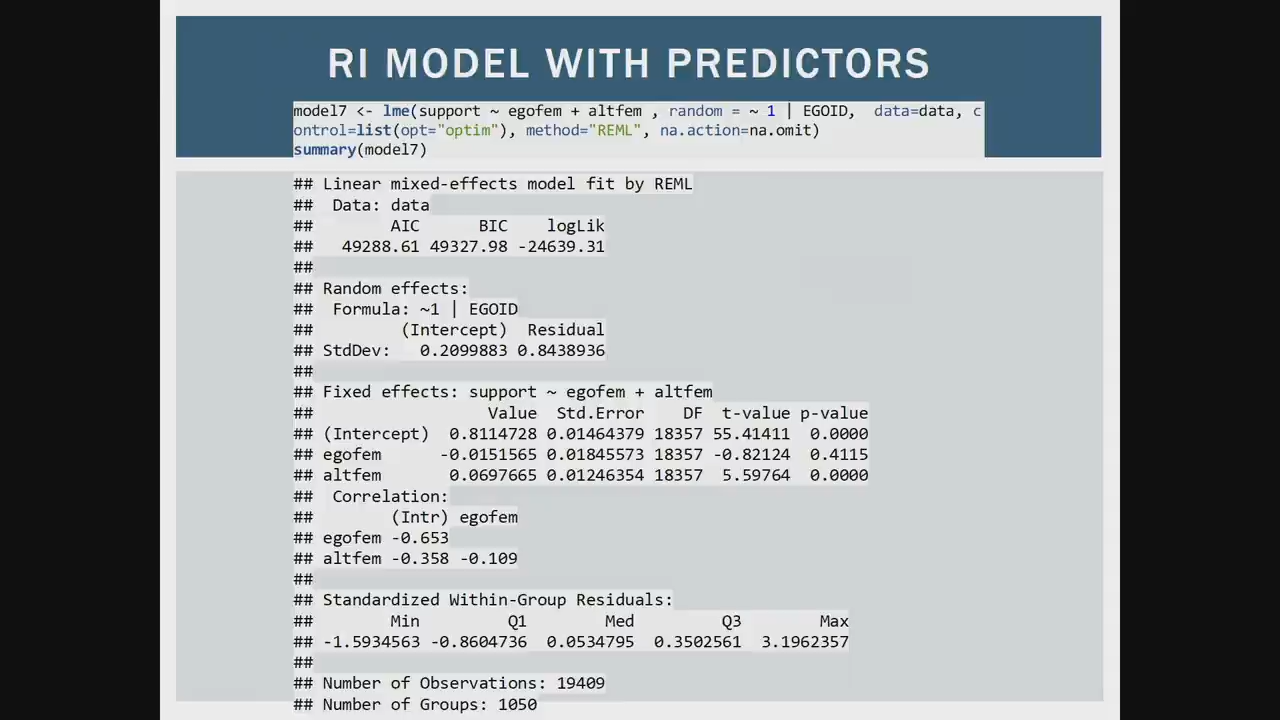 RI MODEL WITH PREDICTORS
model7 <- lme(support ~ egofem + altfem , random = ~ 1 | EGOID,  data=data, c
ontrol=list(opt="optim"), method="REML", na.action=na.omit)
summary(model7)
## Linear mixed-effects model fit by REML
##  Data: data
##        AIC      BIC    logLik
##   49288.61 49327.98 -24639.31
##
## Random effects:
##  Formula: ~1 | EGOID
##         (Intercept)  Residual
## StdDev:   0.2099883 0.8438936
##
## Fixed effects: support ~ egofem + altfem
##                  Value  Std.Error    DF  t-value p-value
## (Intercept)  0.8114728 0.01464379 18357 55.41411  0.0000
## egofem      -0.0151565 0.01845573 18357 -0.82124  0.4115
## altfem       0.0697665 0.01246354 18357  5.59764  0.0000
##  Correlation:
##        (Intr) egofem
## egofem -0.653
## altfem -0.358 -0.109
##
## Standardized Within-Group Residuals:
##        Min         Q1        Med         Q3        Max
## -1.5934563 -0.8604736  0.0534795  0.3502561  3.1962357
##
## Number of Observations: 19409
## Number of Groups: 1050